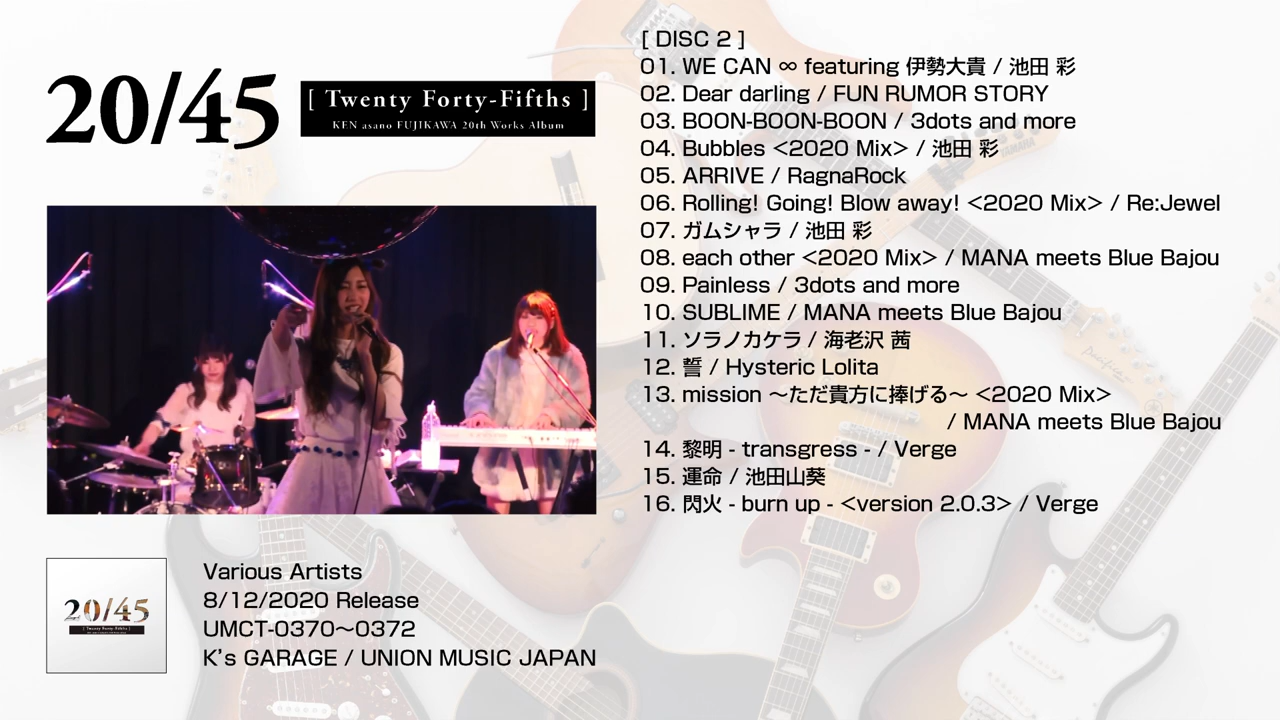 20/45
[ Twenty Forty-Fifths ]
KEN asano FUJIKAWA 20th Works Album
[ DISC 2 ]
01. WE CAN ∞ featuring 伊勢大貴 / 池田 彩
02. Dear darling / FUN RUMOR STORY
03. BOON-BOON-BOON / 3dots and more
04. Bubbles <2020 Mix> / 池田 彩
05. ARRIVE / RagnaRock
06. Rolling! Going! Blow away! <2020 Mix> / Re:Jewel
07. ガムシャラ / 池田 彩
08. each other <2020 Mix> / MANA meets Blue Bajou
09. Painless / 3dots and more
10. SUBLIME / MANA meets Blue Bajou
11. ソラノカケラ / 海老沢 茜
12. 誓 / Hysteric Lolita
13. mission 〜ただ貴方に捧げる〜 <2020 Mix>
/ MANA meets Blue Bajou
14. 黎明 - transgress - / Verge
15. 運命 / 池田山葵
16. 閃火 - burn up - <version 2.0.3> / Verge
20/45
[ Twenty Forty-Fifths ]
Various Artists
8/12/2020 Release
UMCT-0370〜0372
K's GARAGE / UNION MUSIC JAPAN
YAMAHA
pacifica